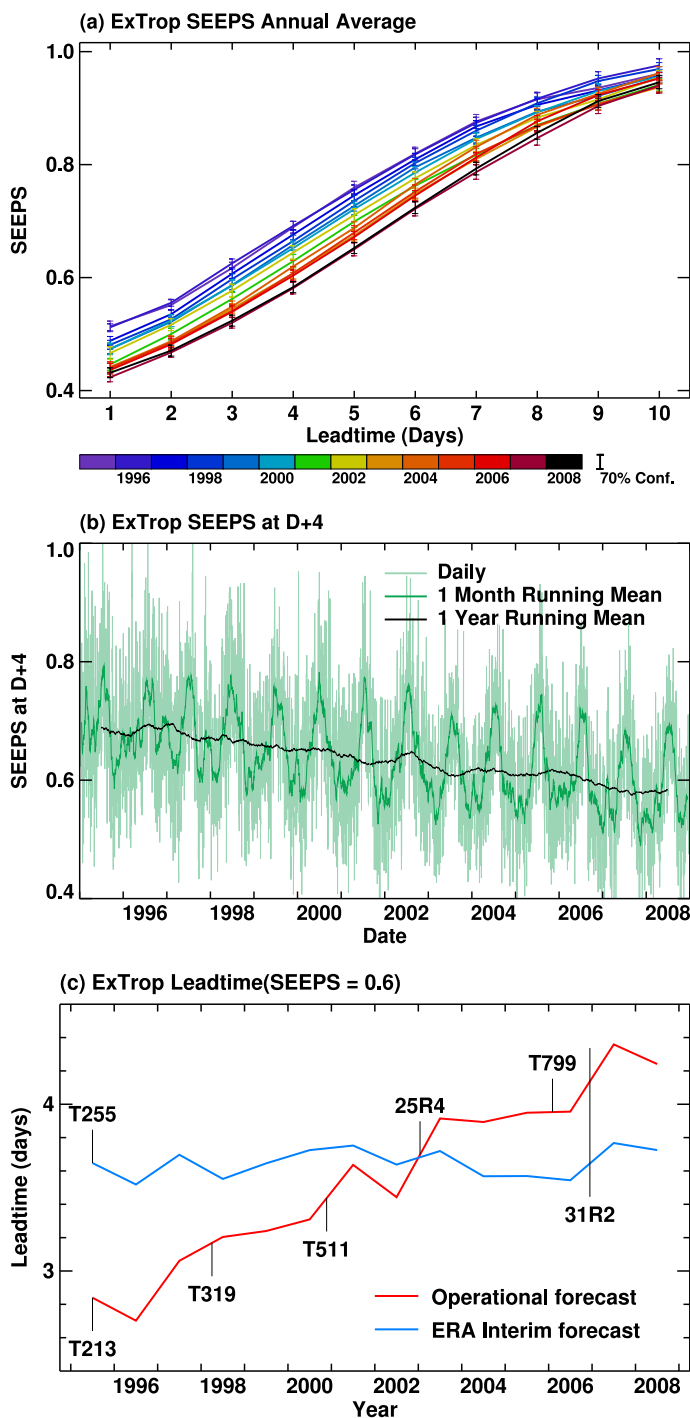 (a) ExTrop SEEPS Annual Average
1.0
0.8
0.6
0.4
SEEPS
1 2 3 4 5 6 7 8 9 10
Leadtime (Days)
1996 1998 2000 2002 2004 2006 2008 70% Conf.
(b) ExTrop SEEPS at D+4
1.0
0.8
0.6
0.4
SEEPS at D+4
Daily
1 Month Running Mean
1 Year Running Mean
1996 1998 2000 2002 2004 2006 2008
Date
(c) ExTrop Leadtime(SEEPS = 0.6)
4
3
Leadtime (days)
T799
T255
25R4
31R2
T511
T319
T213
Operational forecast
ERA Interim forecast
1996 1998 2000 2002 2004 2006 2008
Year